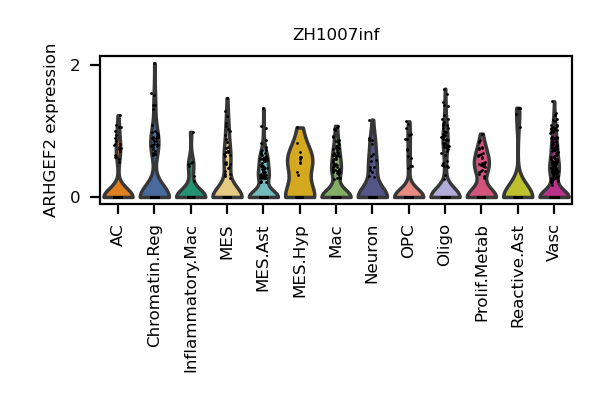 ZH1007inf
ARHGEF2 expression
2
0
AC
Chromatin.Reg
Inflammatory.Mac
MES
MES.Ast
MES.Hyp
Mac
Neuron
OPC
Oligo
Prolif.Metab
Reactive.Ast
Vasc